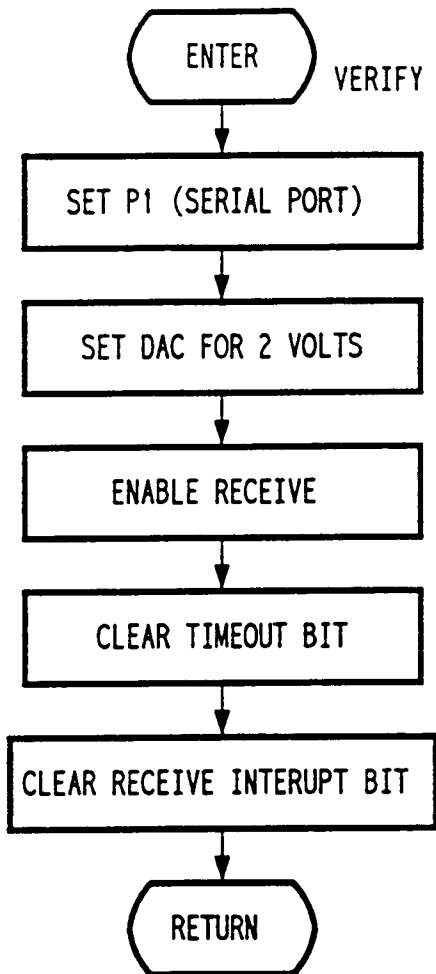 ENTER
VERIFY
SET P1 (SERIAL PORT)
SET DAC FOR 2 VOLTS
ENABLE RECEIVE
CLEAR TIMEOUT BIT
CLEAR RECEIVE INTERUPT BIT
RETURN